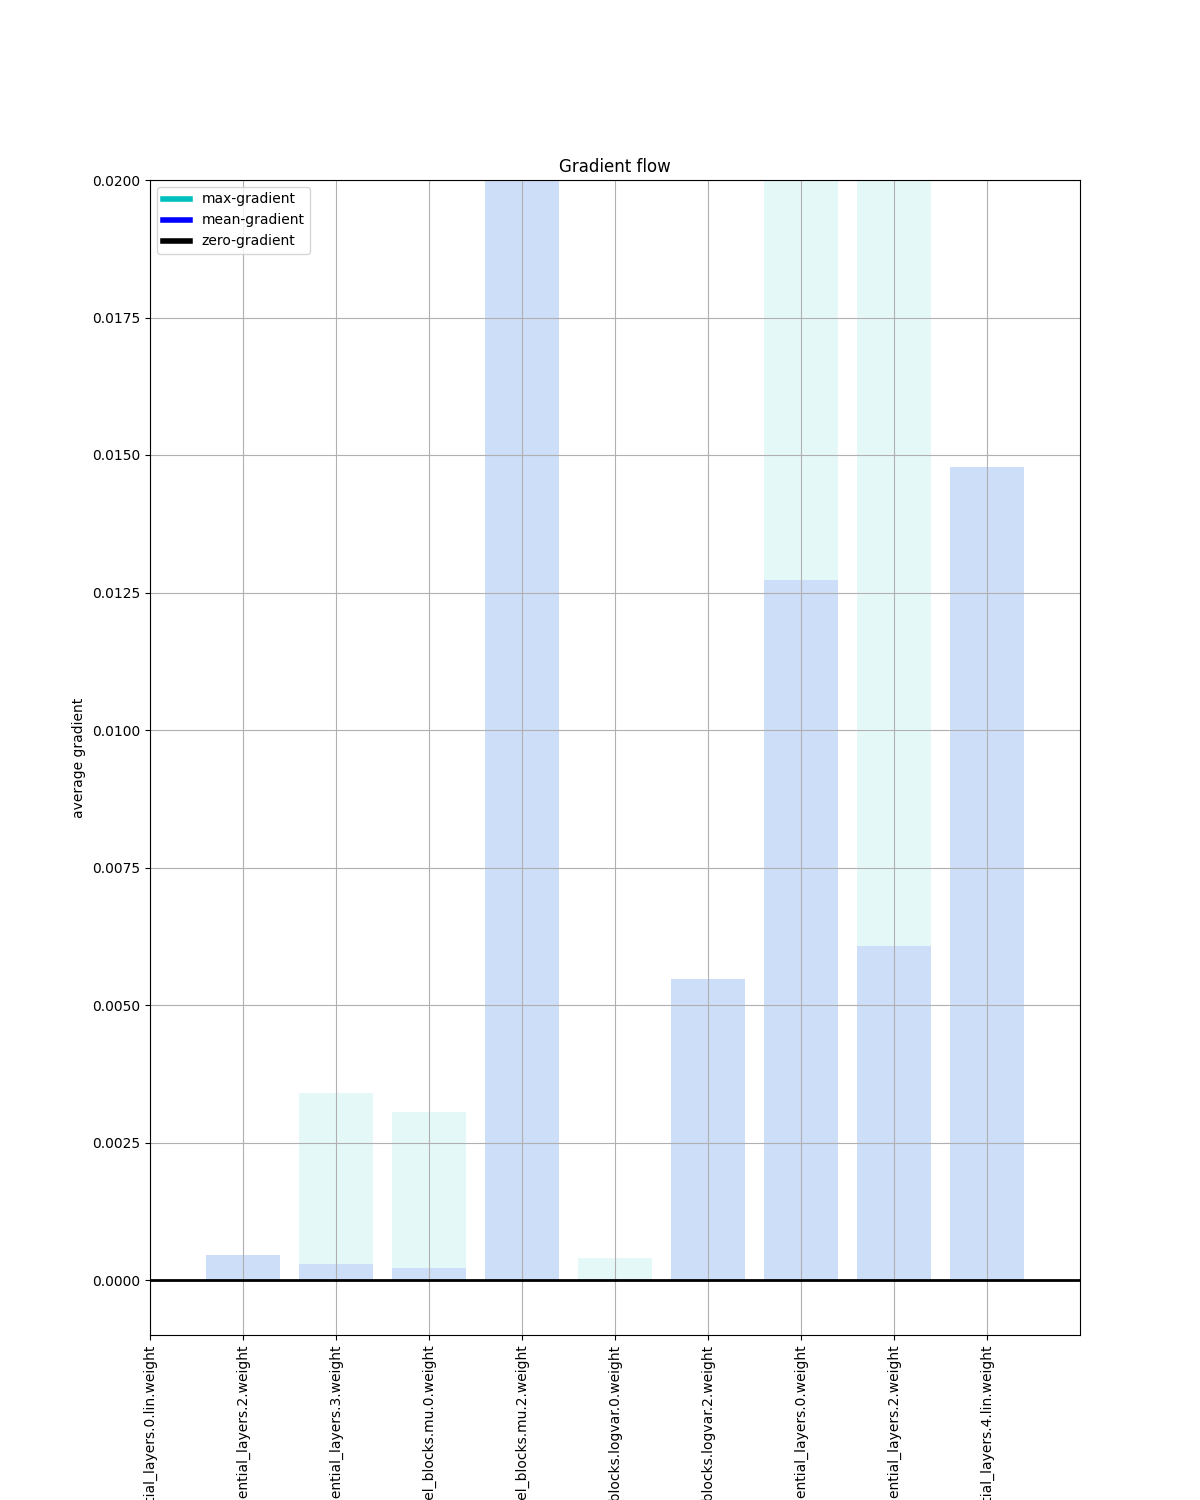 Gradient flow
max-gradient
mean-gradient
zero-gradient
0.0200
0.0175
0.0150
0.0125
0.0100
0.0075
0.0050
0.0025
0.0000
average gradient
tial_layers.0.lin.weight
ential_layers.2.weight
ential_layers.3.weight
el_blocks.mu.0.weight
el_blocks.mu.2.weight
blocks.logvar.0.weight
blocks.logvar.2.weight
ential_layers.0.weight
ential_layers.2.weight
tial_layers.4.lin.weight